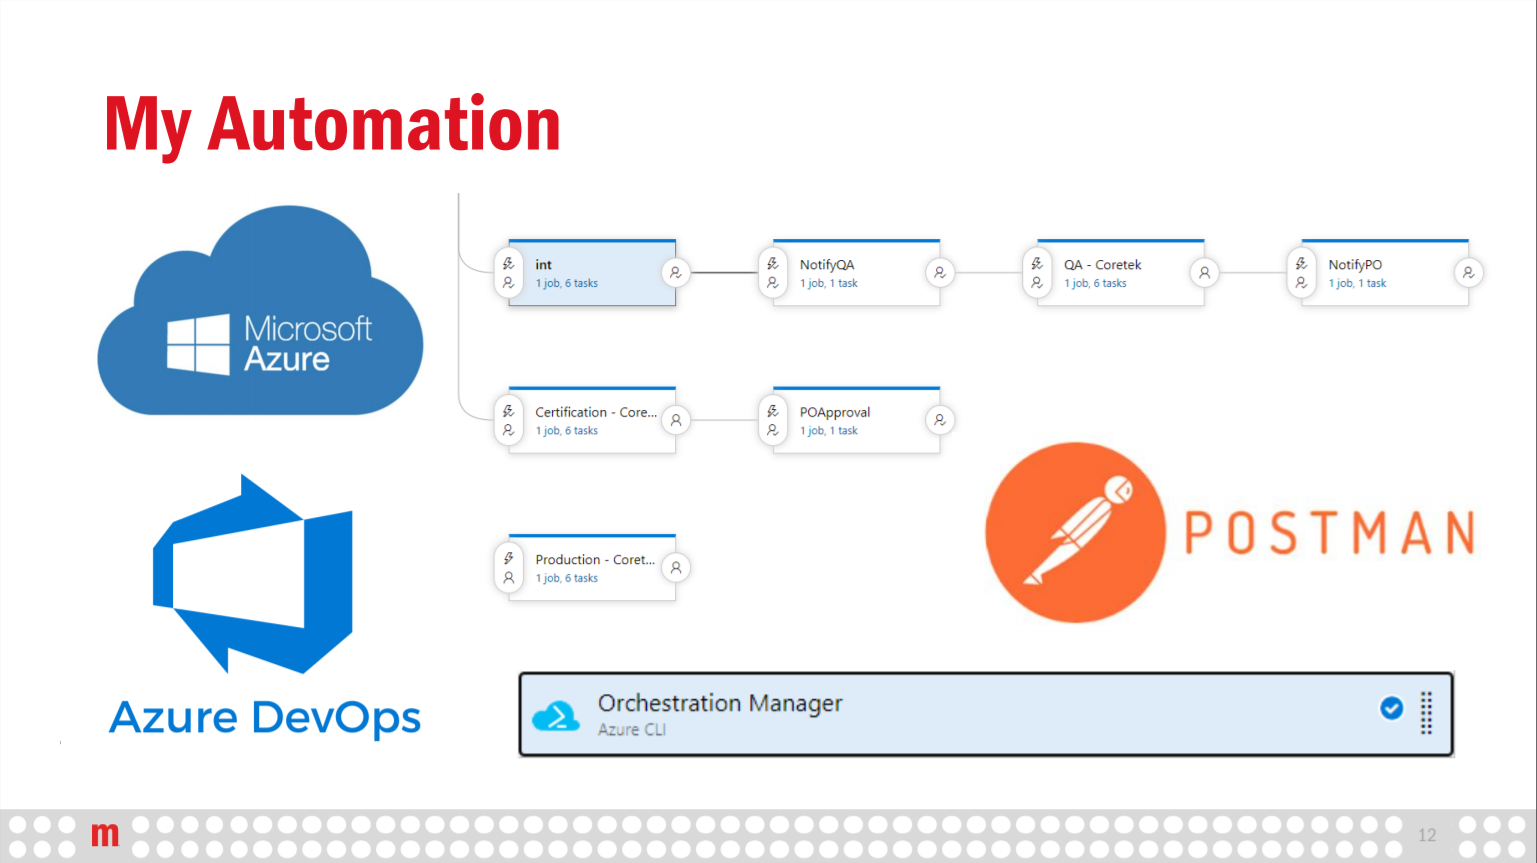 My Automation
Microsoft
Azure
int
1 job, 6 tasks
NotifyQA
1 job, 1 task
QA - Coretek
1 job, 6 tasks
NotifyPO
1 job, 1 task
Certification - Core...
1 job, 6 tasks
POApproval
1 job, 1 task
Production - Coret...
1 job, 6 tasks
POSTMAN
Azure DevOps
Orchestration Manager
Azure CLI
m
12